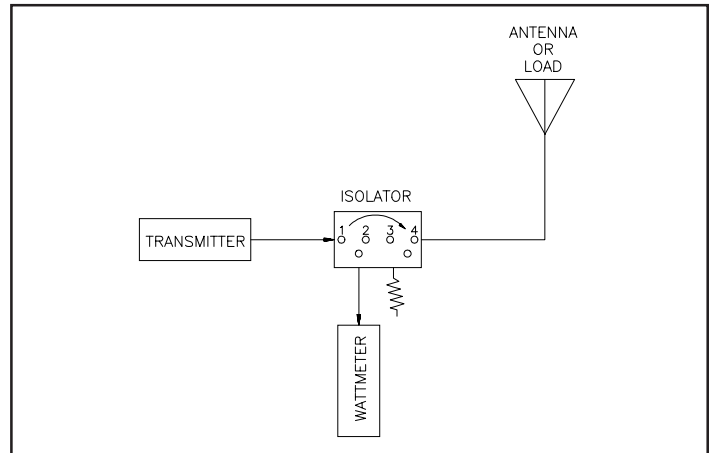 ANTENNA
OR
LOAD
ISOLATOR
1 2 3 4
TRANSMITTER
WATTMETER